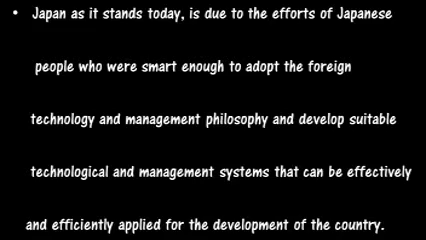 • Japan as it stands today, is due to the efforts of Japanese
people who were smart enough to adopt the foreign
technology and management philosophy and develop suitable
technological and management systems that can be effectively
and efficiently applied for the development of the country.